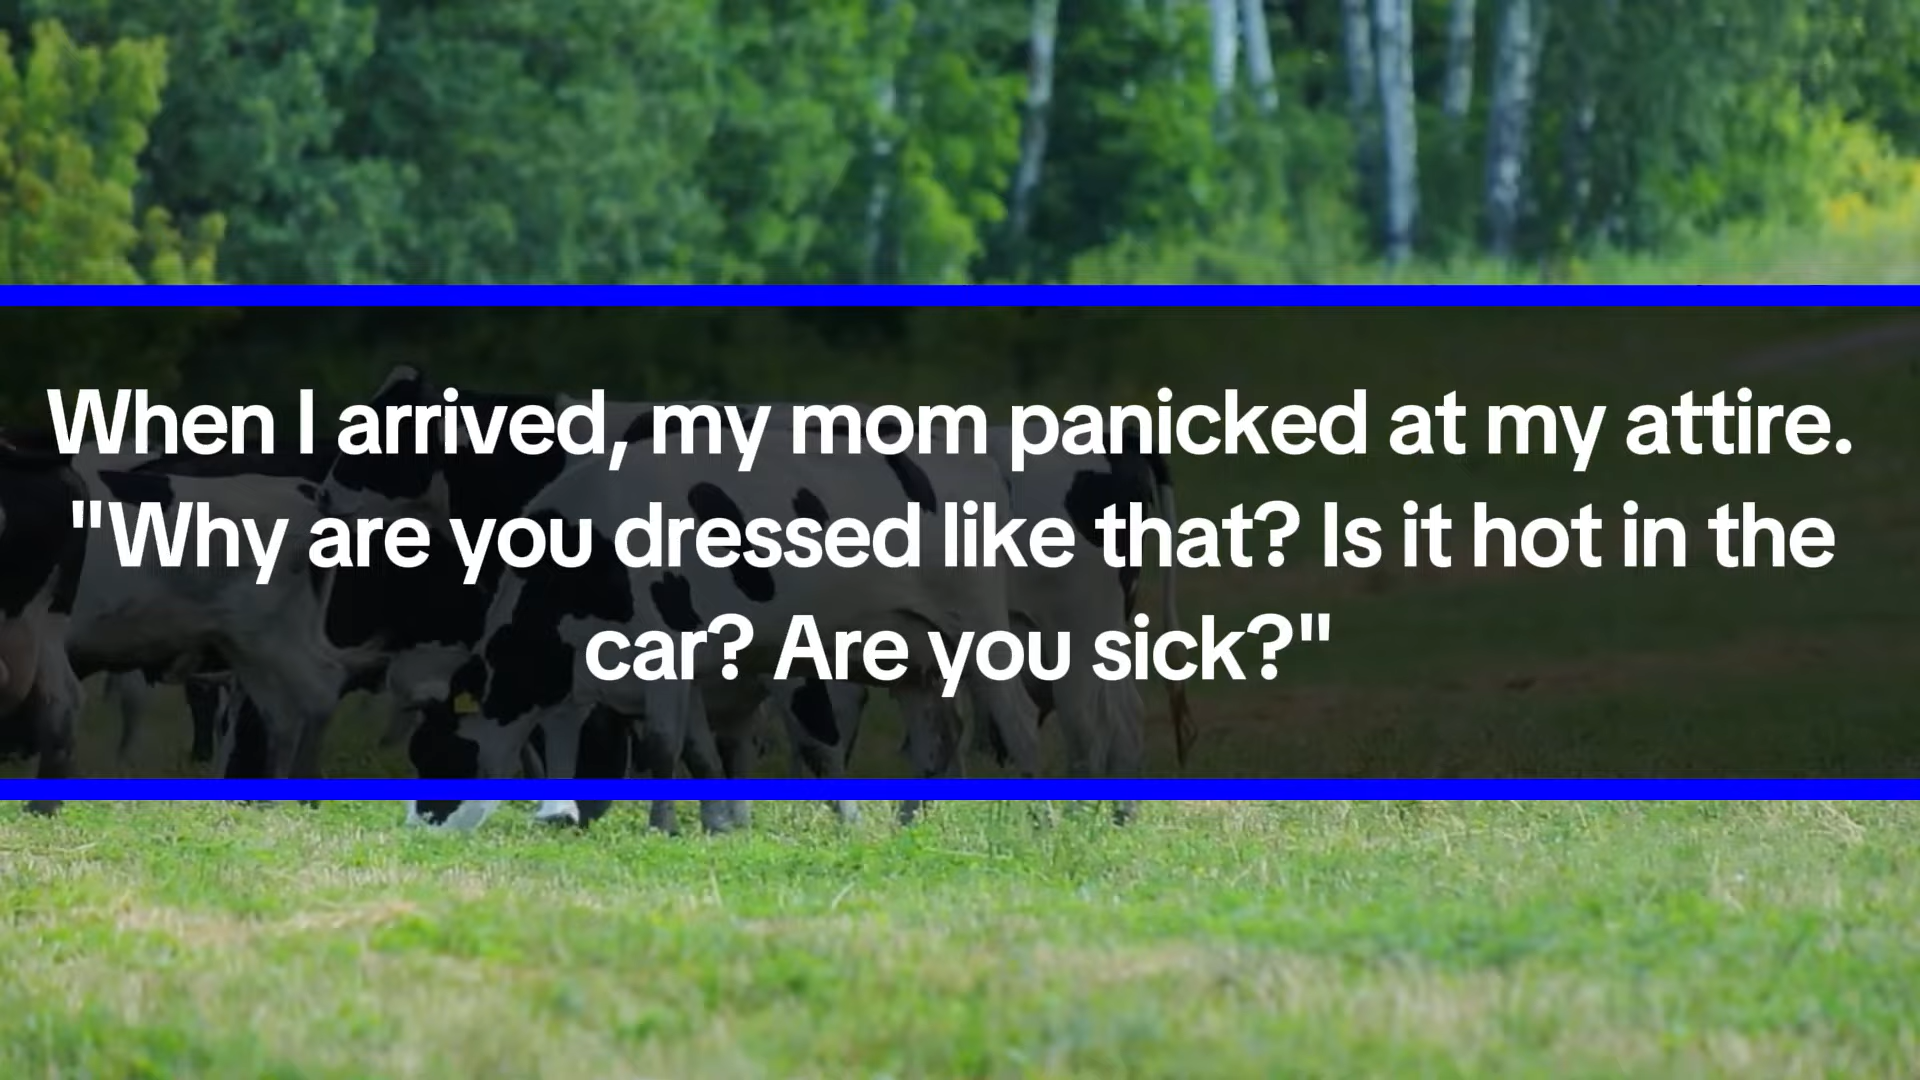 When I arrived, my mom panicked at my attire.
"Why are you dressed like that? Is it hot in the
car? Are you sick?"